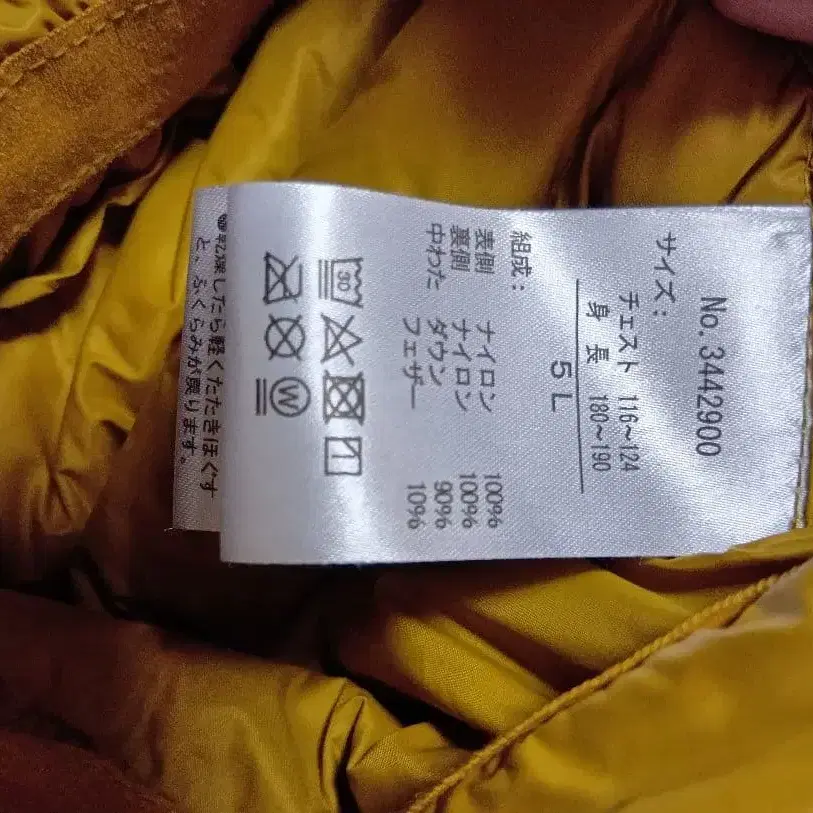 No. 3442900
サイズ：
チェスト 116～124
身長 180～190
5L
組成：
表側 ナイロン 100%
裏側 ナイロン 100%
中わた ダウン 90%
フェザー 10%
30
W
乾燥したら軽くたたきほぐす
と、ふくらみが戻ります。